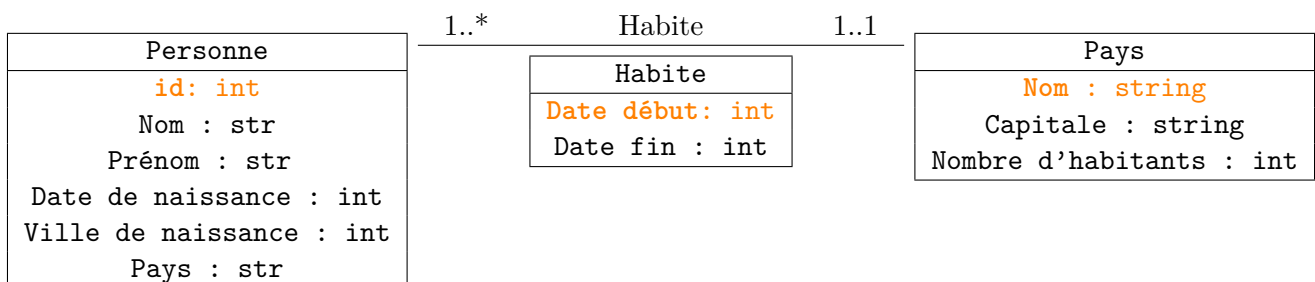 1..* Habite 1..1
Personne
id: int
Nom : str
Prénom : str
Date de naissance : int
Ville de naissance : int
Pays : str
Habite
Date début: int
Date fin : int
Pays
Nom : string
Capitale : string
Nombre d'habitants : int